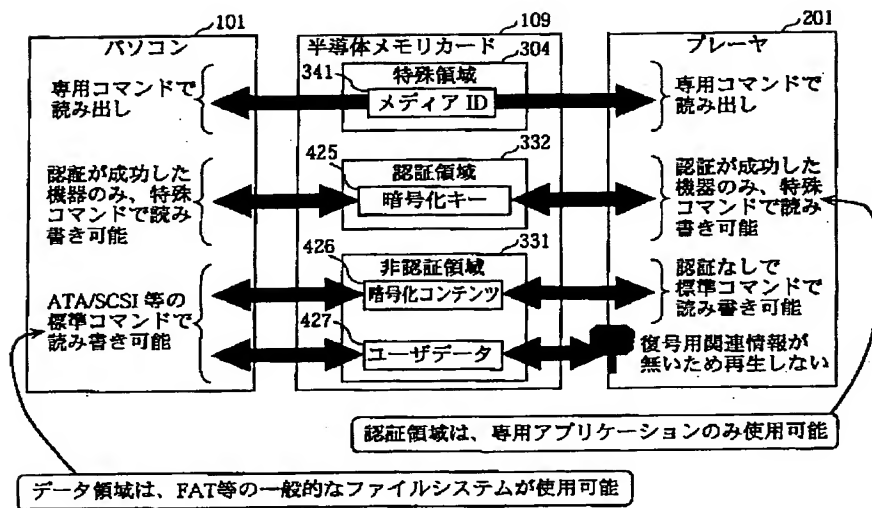 101
109
201
パソコン
半導体メモリカード
プレーヤ
304
341
特殊領域
専用コマンドで
読み出し
メディア ID
専用コマンドで
読み出し
332
425
認証領域
認証が成功した
機器のみ、特殊
コマンドで読み
書き可能
暗号化キー
認証が成功した
機器のみ、特殊
コマンドで読み
書き可能
331
426
非認証領域
ATA/SCSI 等の
標準コマンドで
読み書き可能
暗号化コンテンツ
認証なしで
標準コマンドで
読み書き可能
427
ユーザデータ
復号用関連情報が
無いため再生しない
認証領域は、専用アプリケーションのみ使用可能
データ領域は、FAT等の一般的なファイルシステムが使用可能